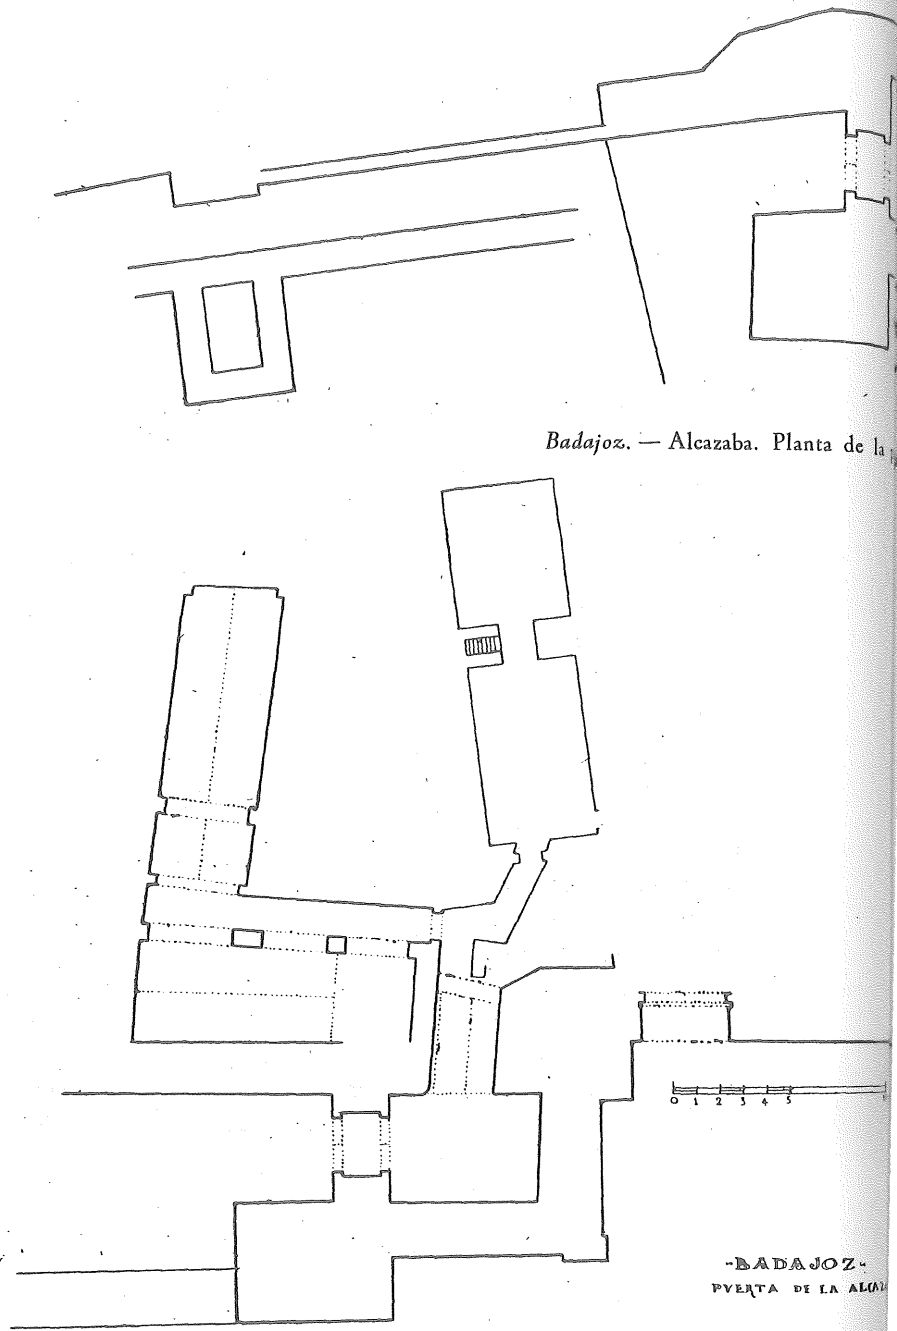 Badajoz. — Alcazaba. Planta de la
0 1 2 3 4 5
-BADAJOZ-
PVERTA DE LA